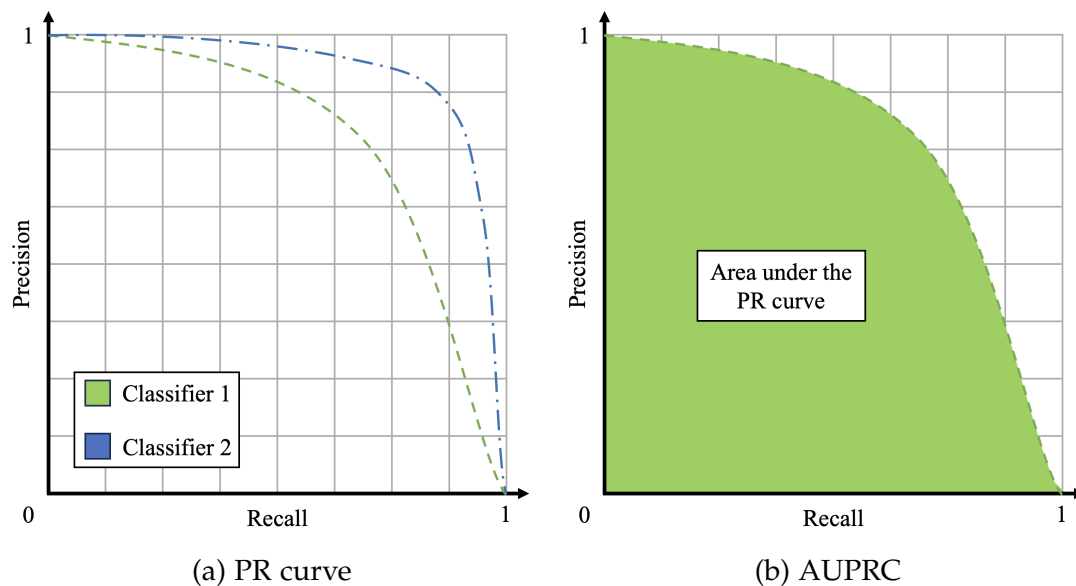 1
Precision
Classifier 1
Classifier 2
0
Recall
1
(a) PR curve
1
Precision
Area under the
PR curve
0
Recall
1
(b) AUPRC